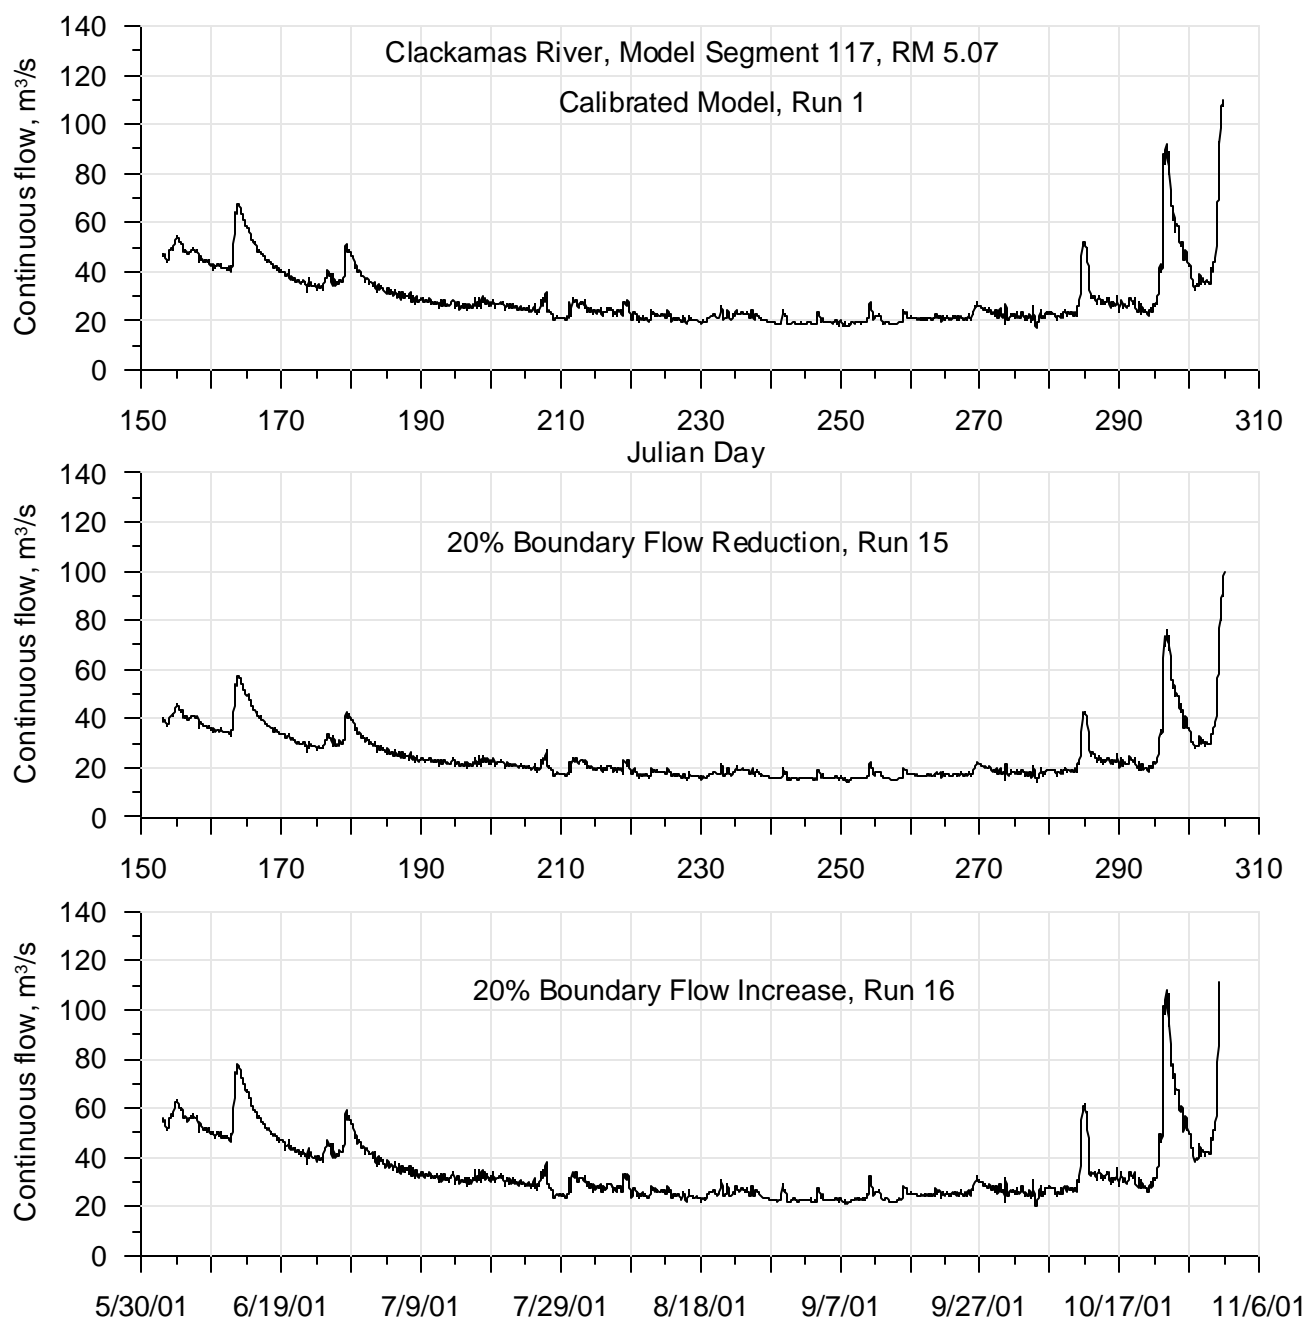 Clackamas River, Model Segment 117, RM 5.07
Calibrated Model, Run 1
Continuous flow, m³/s
140
120
100
80
60
40
20
0
150 170 190 210 230 250 270 290 310
Julian Day
20% Boundary Flow Reduction, Run 15
Continuous flow, m³/s
140
120
100
80
60
40
20
0
150 170 190 210 230 250 270 290 310
20% Boundary Flow Increase, Run 16
Continuous flow, m³/s
140
120
100
80
60
40
20
0
5/30/01 6/19/01 7/9/01 7/29/01 8/18/01 9/7/01 9/27/01 10/17/01 11/6/01